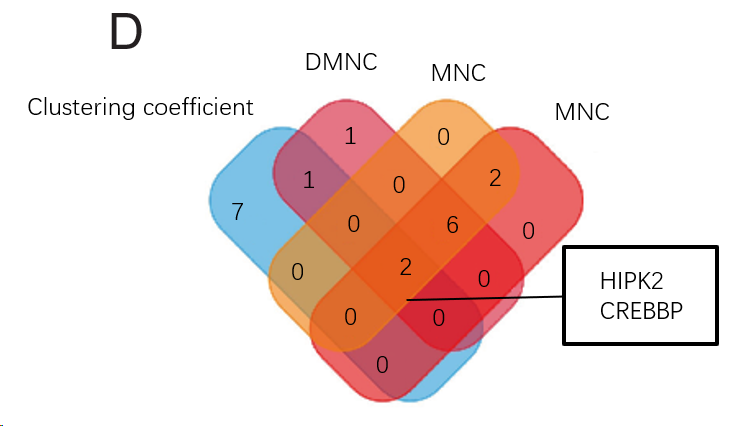 D
DMNC
MNC
Clustering coefficient
MNC
1
0
1
0
2
7
0
6
0
0
2
0
HIPK2
CREBBP
0
0
0